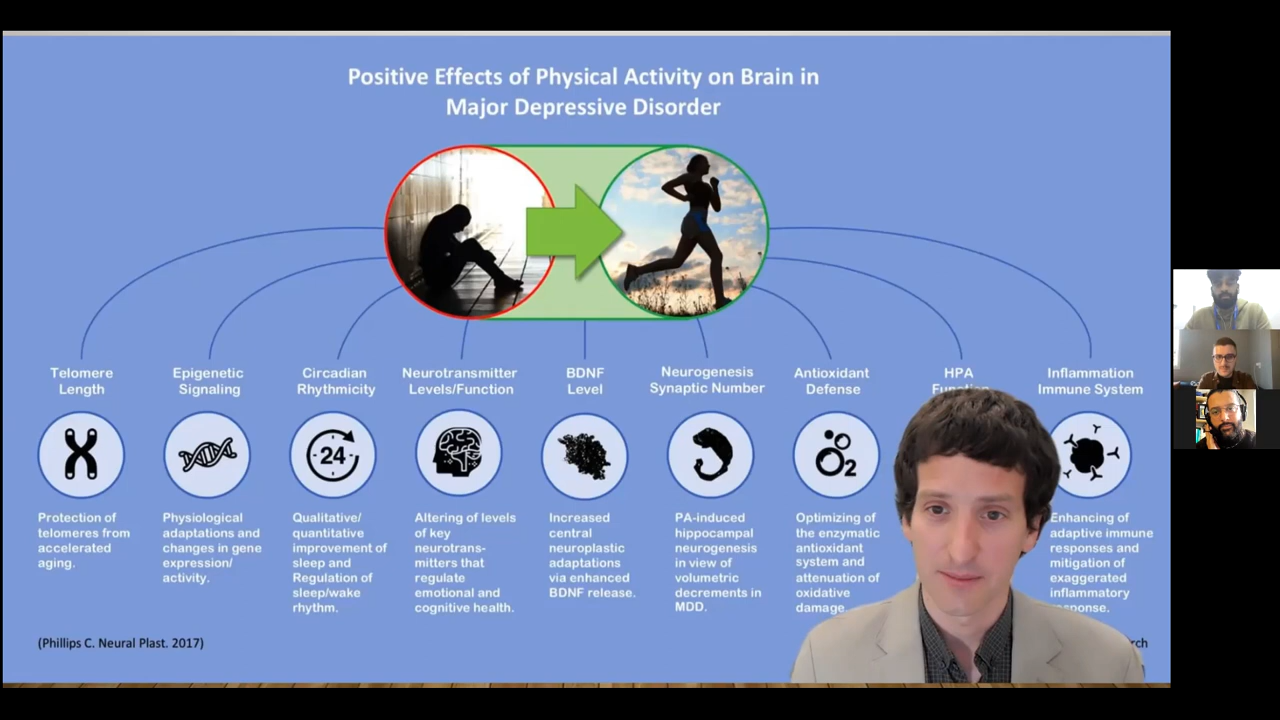 Positive Effects of Physical Activity on Brain in
Major Depressive Disorder
Telomere
Length
Epigenetic
Signaling
Circadian
Rhythmicity
Neurotransmitter
Levels/Function
BDNF
Level
Neurogenesis
Synaptic Number
Antioxidant
Defense
HPA
Inflammation
Immune System
24
2
Protection of
telomeres from
accelerated
aging.
Physiological
adaptations and
changes in gene
expression/
activity.
Qualitative/
quantitative
improvement of
sleep and
Regulation of
sleep/wake
rhythm.
Altering of levels
of key
neurotrans-
mitters that
regulate
emotional and
cognitive health.
Increased
central
neuroplastic
adaptations
via enhanced
BDNF release.
PA-induced
hippocampal
neurogenesis
in view of
volumetric
decrements in
MDD.
Optimizing of
the enzymatic
antioxidant
system and
attenuation of
oxidative
damage
Enhancing of
adaptive immune
responses and
mitigation of
exaggerated
inflammatory
(Phillips C. Neural Plast. 2017)